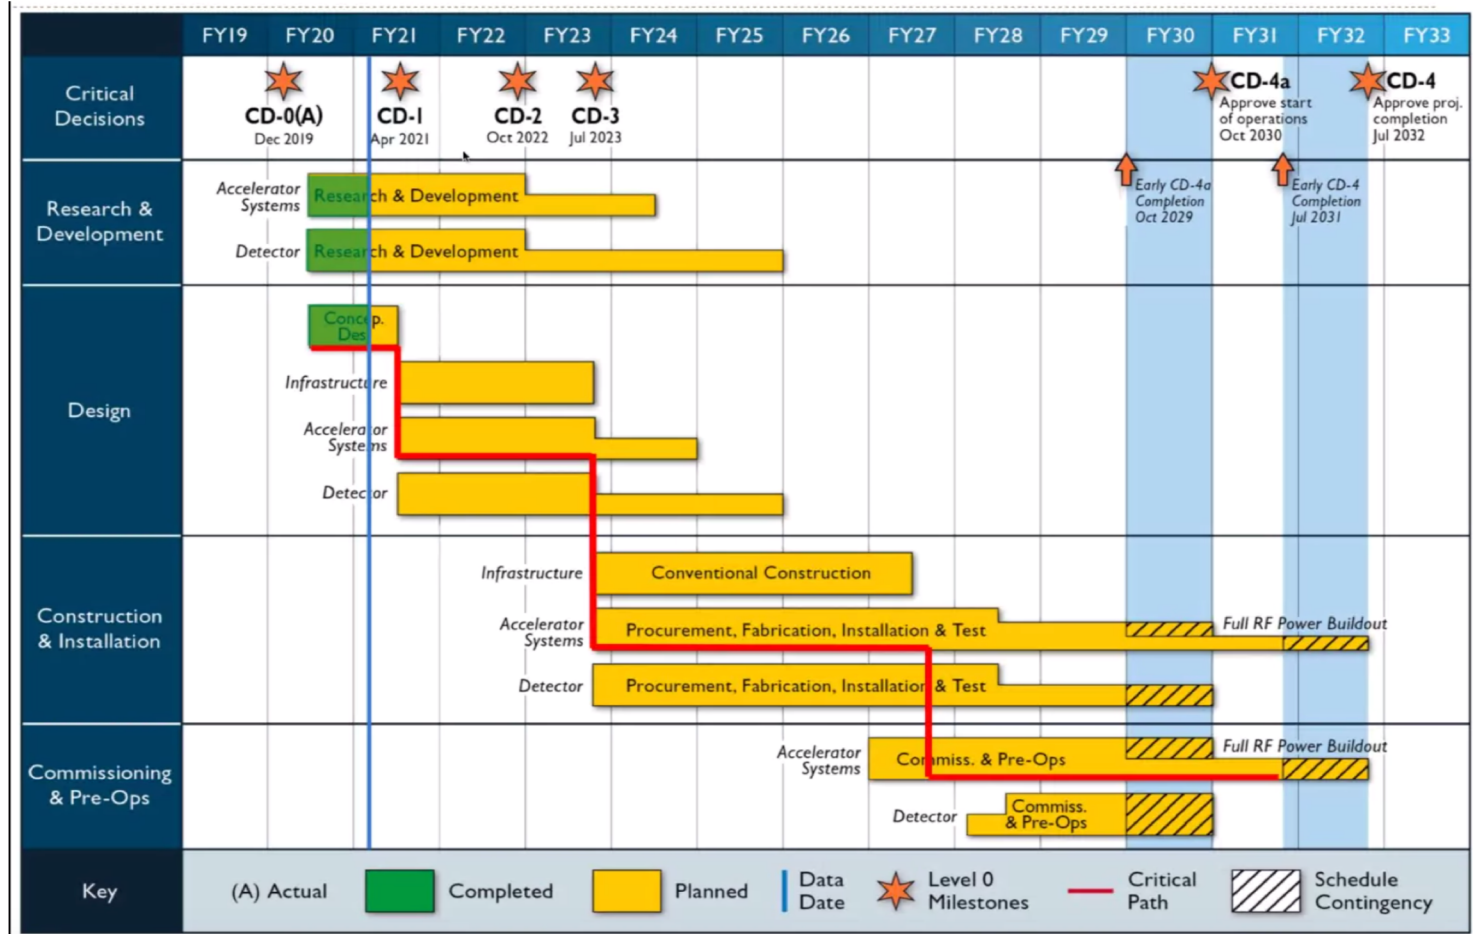 FY19 FY20 FY21 FY22 FY23 FY24 FY25 FY26 FY27 FY28 FY29 FY30 FY31 FY32 FY33
Critical
Decisions
CD-0(A)
Dec 2019
CD-1
Apr 2021
CD-2
Oct 2022
CD-3
Jul 2023
CD-4a
Approve start
of operations
Oct 2030
CD-4
Approve proj.
completion
Jul 2032
Early CD-4a
Completion
Oct 2029
Early CD-4
Completion
Jul 2031
Research &
Development
Accelerator
Systems
Research & Development
Detector
Research & Development
Design
Concep.
Des
Infrastructure
Accelerator
Systems
Detector
Construction
& Installation
Infrastructure
Conventional Construction
Accelerator
Systems
Procurement, Fabrication, Installation & Test
Full RF Power Buildout
Detector
Procurement, Fabrication, Installation & Test
Commissioning
& Pre-Ops
Accelerator
Systems
Commiss. & Pre-Ops
Full RF Power Buildout
Detector
Commiss.
& Pre-Ops
Key
(A) Actual
Completed
Planned
Data
Date
Level 0
Milestones
Critical
Path
Schedule
Contingency